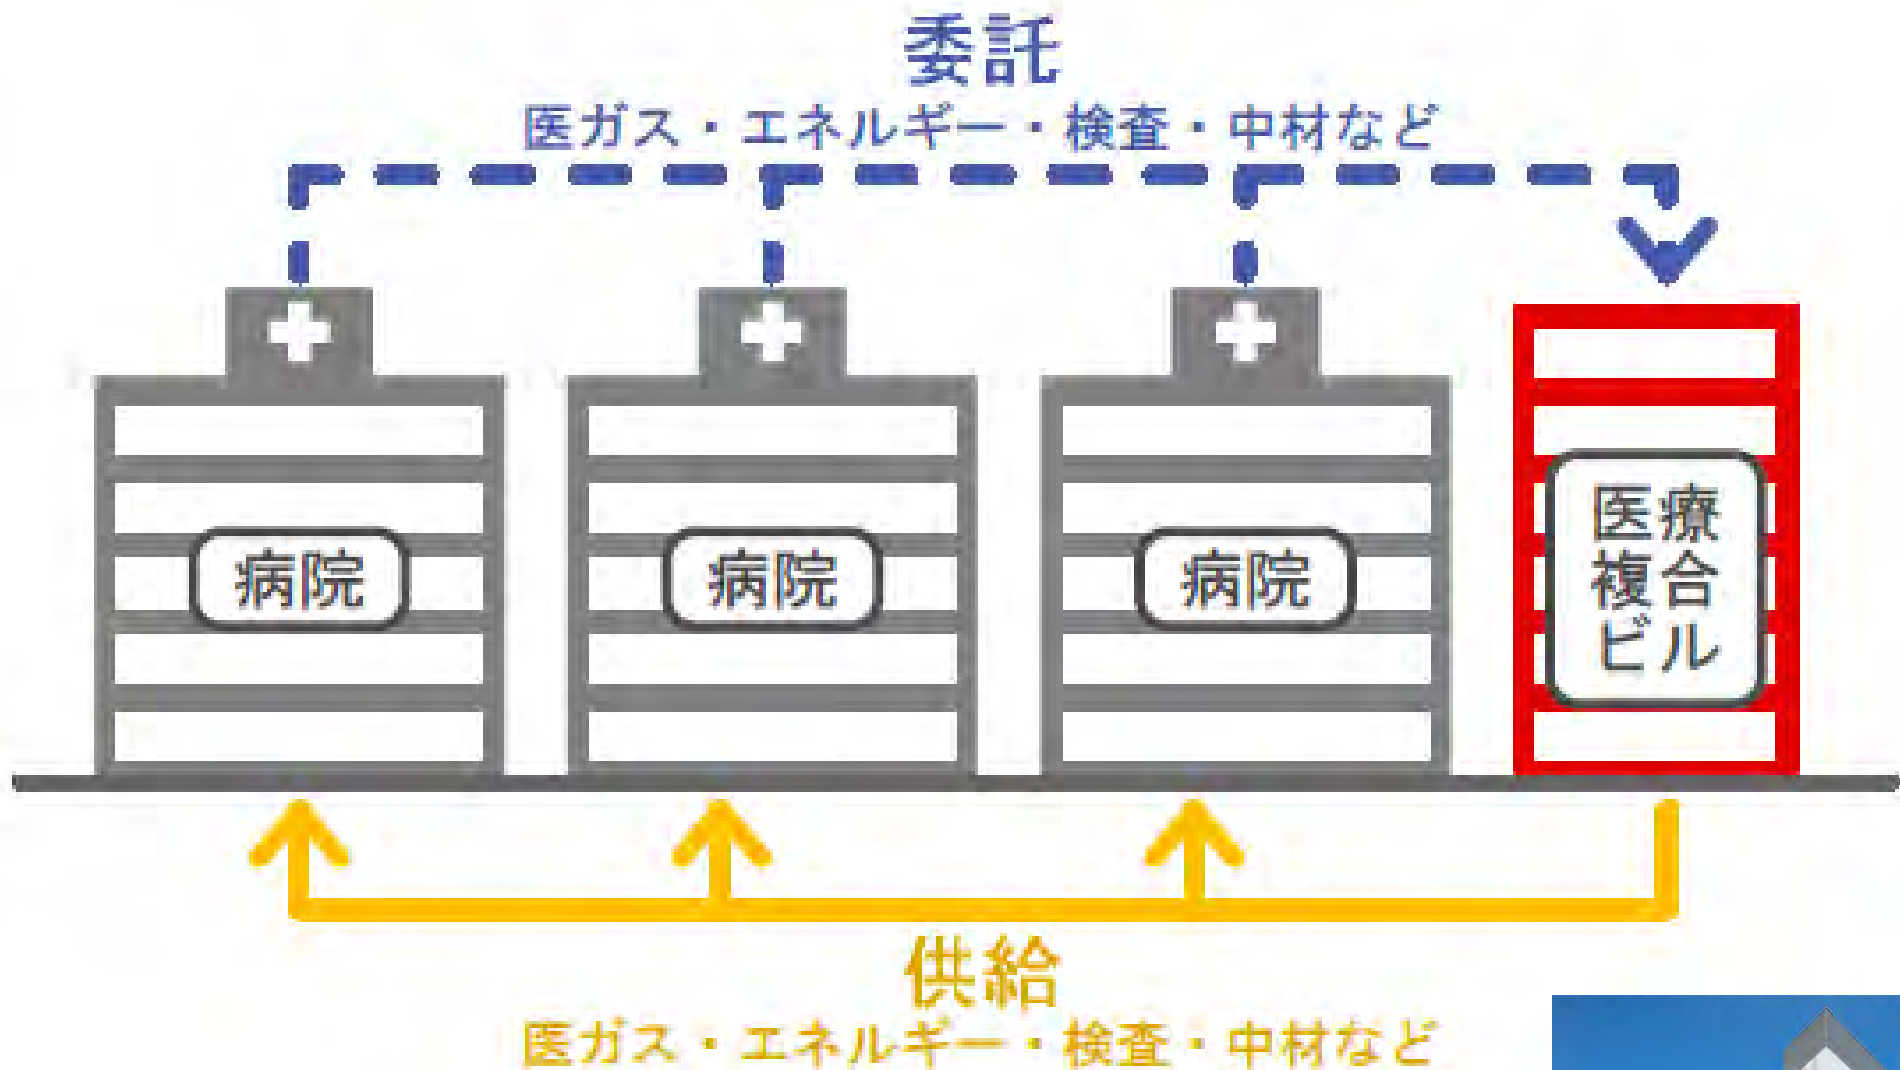 委託
医ガス・エネルギー・検査・中材など
病院
病院
病院
医療
複合
ビル
供給
医ガス・エネルギー・検査・中材など